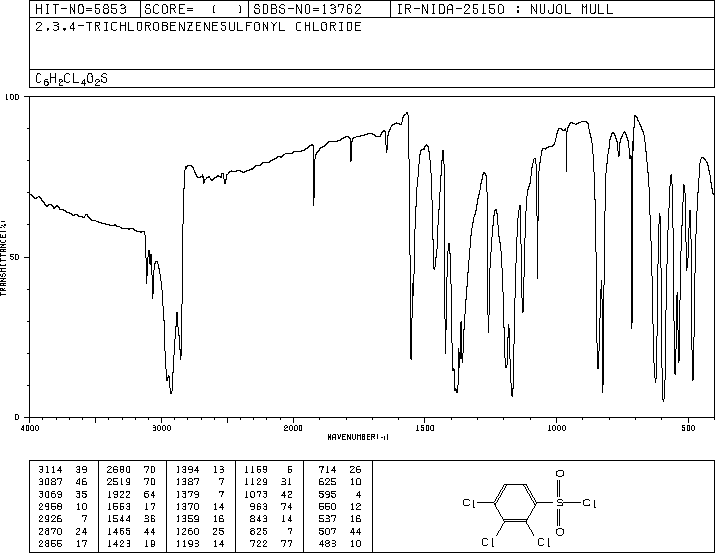 HIT-NO=5853 SCORE= ( ) SDBS-NO=13762 IR-NIDA-25150 : NUJOL MULL
2,3,4-TRICHLOROBENZENESULFONYL CHLORIDE
C6H2CL4O2S
100
50
0
TRANSMITTANCE(%)
4000 3000 2000 1500 1000 500
WAVENUMBER(-1)
3114 39 2680 70 1394 13 1169 6 714 26
3087 46 2519 70 1387 7 1129 31 625 10
3069 35 1922 64 1379 7 1073 42 595 4
2958 10 1553 17 1370 14 963 74 550 12
2926 7 1544 36 1359 16 843 14 537 16
2870 24 1465 44 1260 25 825 7 507 44
2855 17 1423 19 1193 14 722 77 483 10
O
Cl S Cl
O
Cl Cl